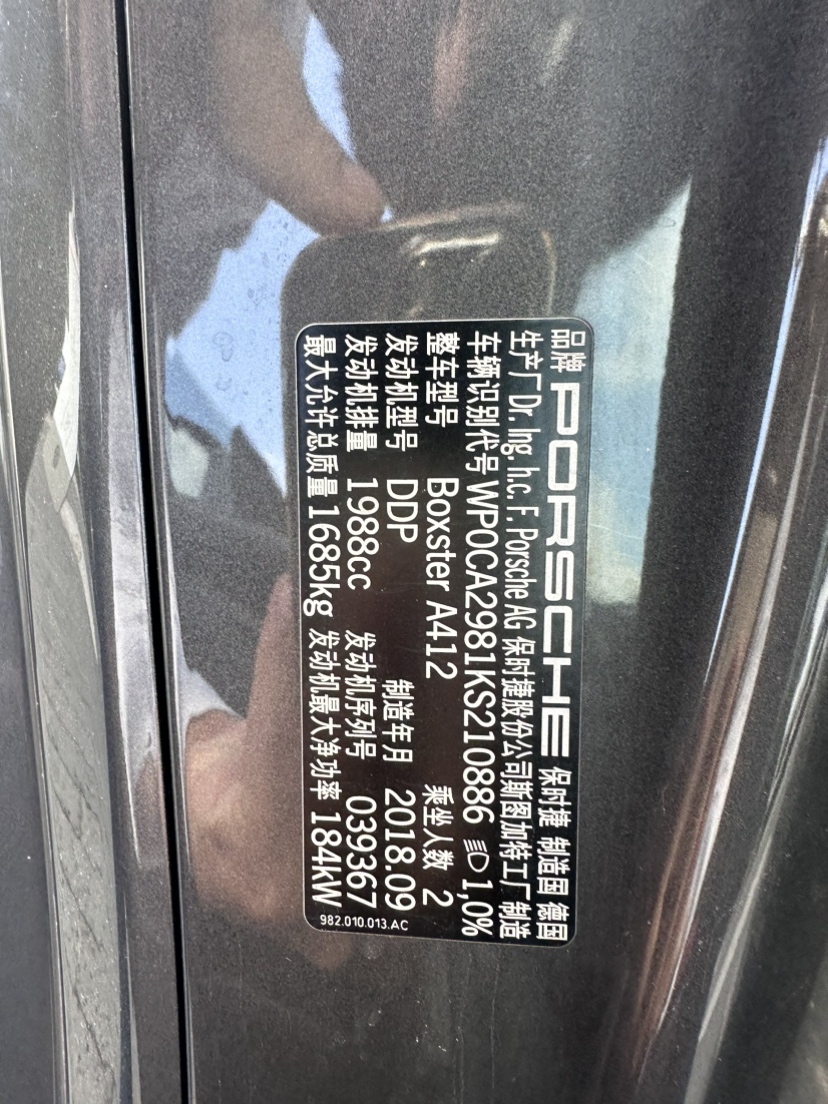 品牌 PORSCHE 保时捷 制造国 德国
生产厂Dr. Ing. h.c. F. Porsche AG 保时捷股份公司斯图加特工厂 制造
车辆识别代号 WP0CA2981KS210886 1,0%
整车型号 Boxster A412 乘坐人数 2
发动机型号 DDP 制造年月 2018.09
发动机排量 1988cc 发动机序列号 039367
最大允许总质量 1685kg 发动机最大净功率 184kW
982.010.013.AC